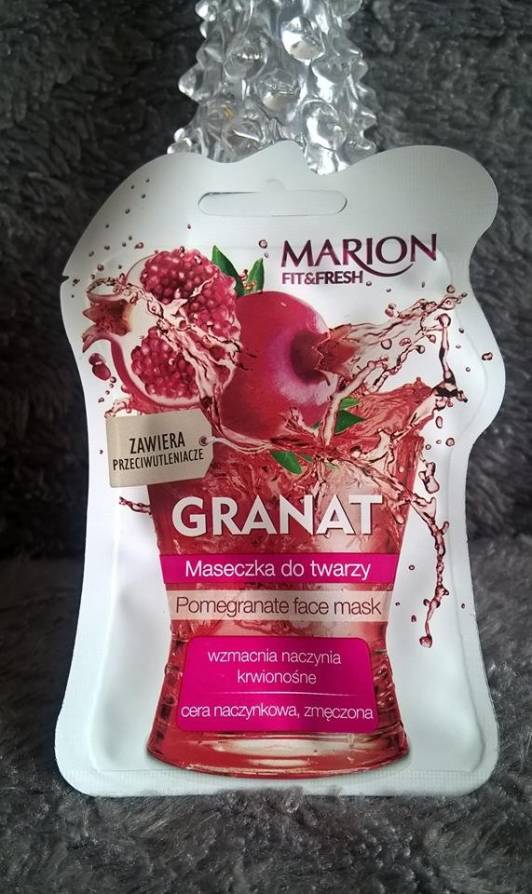 MARION
FIT&FRESH
ZAWIERA
PRZECIWUTLENIACZE
GRANAT
Maseczka do twarzy
Pomegranate face mask
wzmacnia naczynia
krwionośne
cera naczynkowa, zmęczona